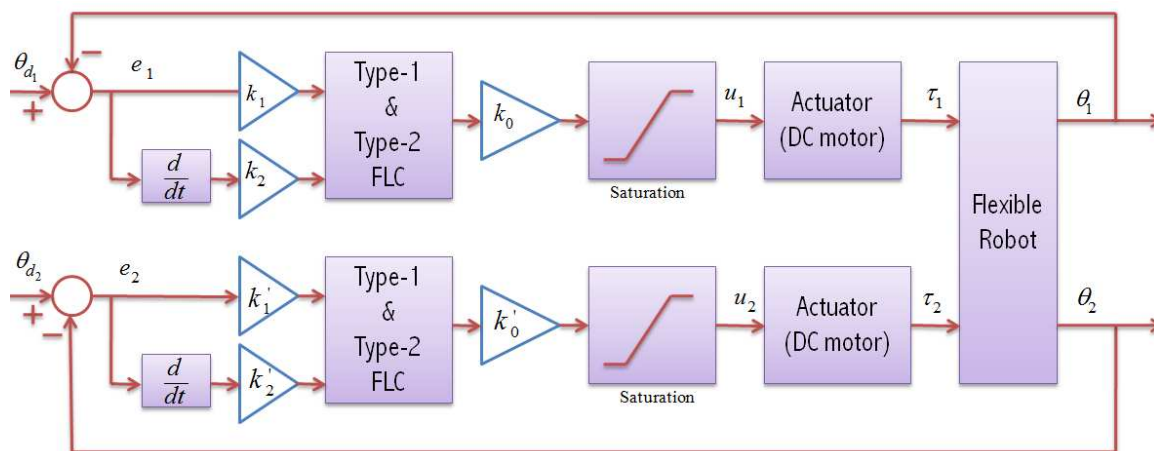 −
θd1
+
e1
k1
d
dt
k2
Type-1
&
Type-2
FLC
k0
Saturation
u1
Actuator
(DC motor)
τ1
θ1
Flexible
Robot
θd2
+
−
e2
k'1
d
dt
k'2
Type-1
&
Type-2
FLC
k'0
Saturation
u2
Actuator
(DC motor)
τ2
θ2